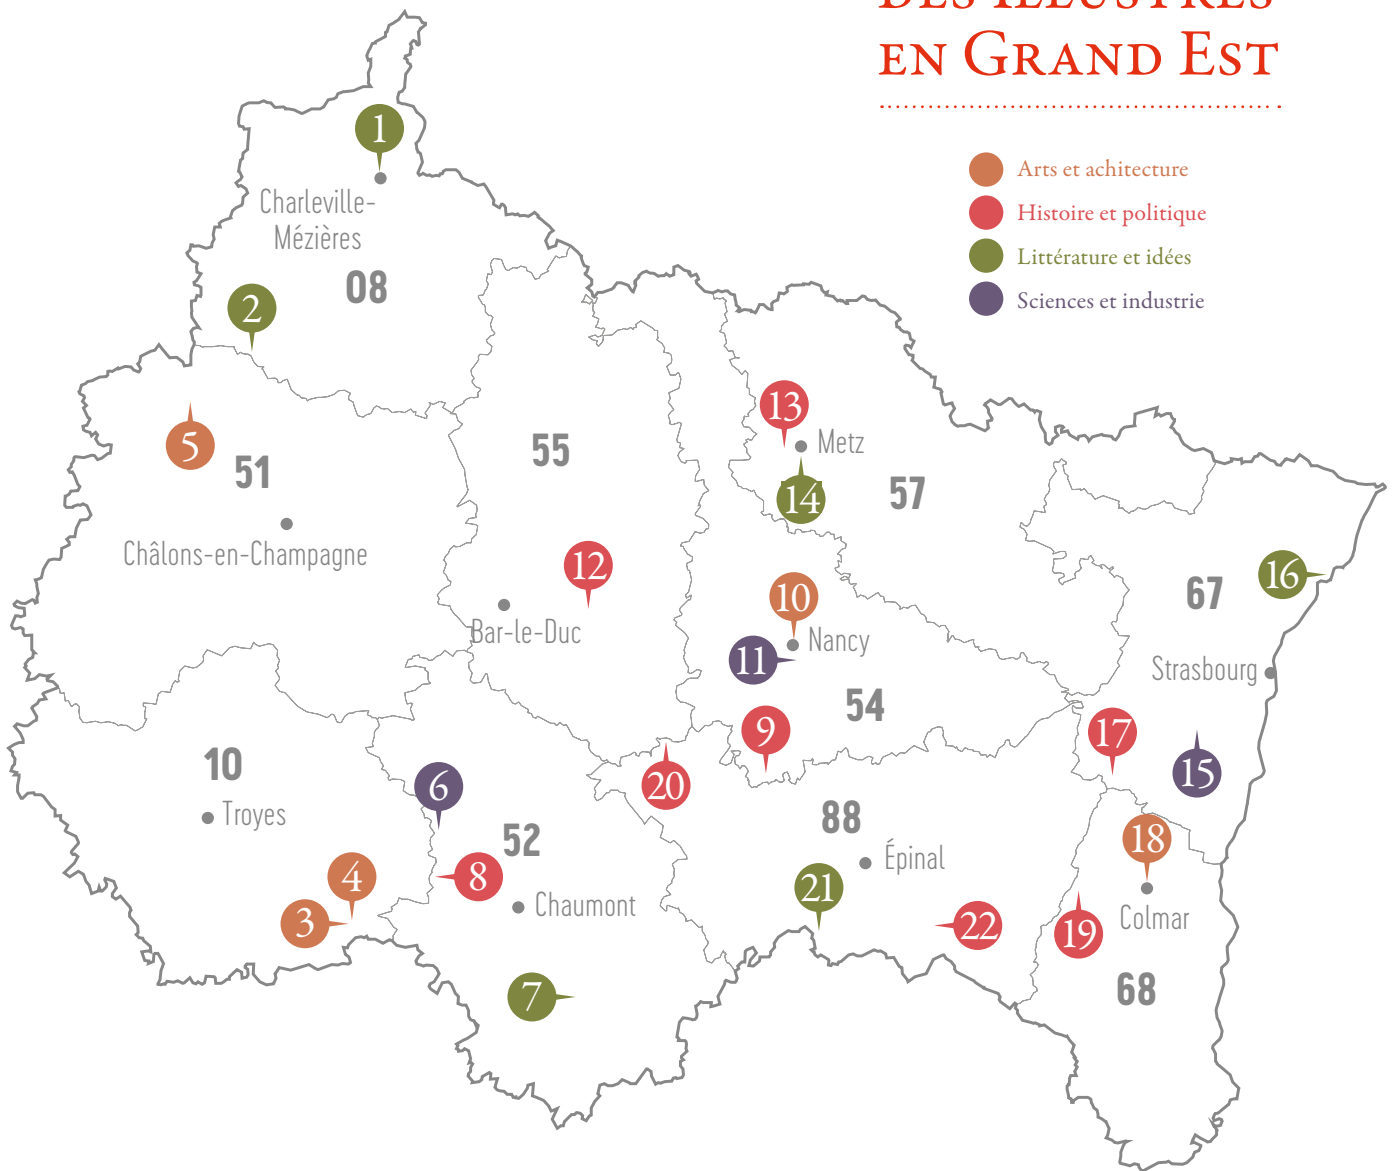 DES ILLUSTRES
EN GRAND EST
Arts et achitecture
Histoire et politique
Littérature et idées
Sciences et industrie
1
Charleville-
Mézières
08
2
5
51
Châlons-en-Champagne
55
12
Bar-le-Duc
13
Metz
14
57
10
Nancy
11
54
9
16
67
Strasbourg
17
15
10
Troyes
6
52
8
Chaumont
4
3
7
20
88
Épinal
21
22
18
Colmar
19
68